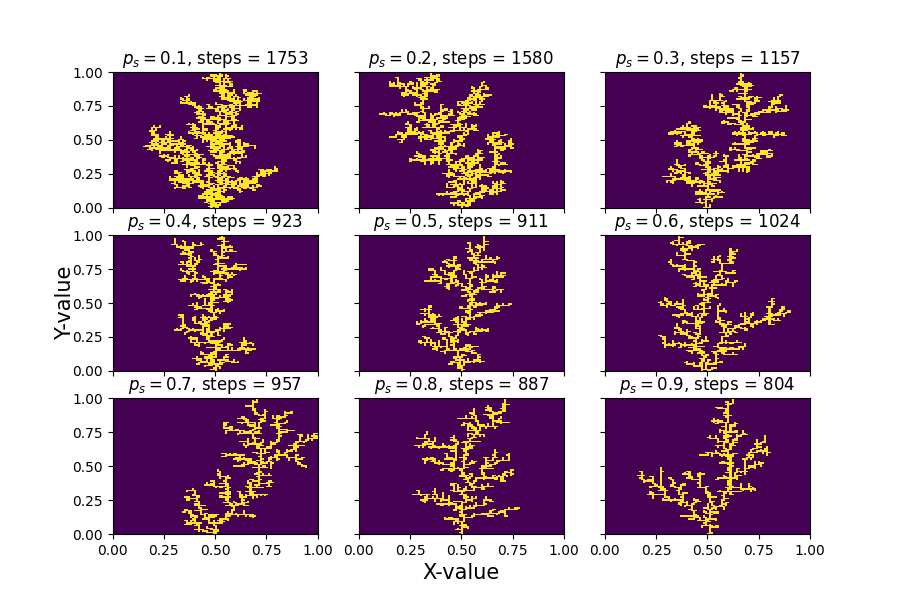 $p_s = 0.1$, steps = 1753
$p_s = 0.2$, steps = 1580
$p_s = 0.3$, steps = 1157
1.00
0.75
0.50
0.25
0.00
$p_s = 0.4$, steps = 923
$p_s = 0.5$, steps = 911
$p_s = 0.6$, steps = 1024
1.00
0.75
0.50
0.25
0.00
Y-value
$p_s = 0.7$, steps = 957
$p_s = 0.8$, steps = 887
$p_s = 0.9$, steps = 804
1.00
0.75
0.50
0.25
0.00
0.00 0.25 0.50 0.75 1.00
0.00 0.25 0.50 0.75 1.00
0.00 0.25 0.50 0.75 1.00
X-value